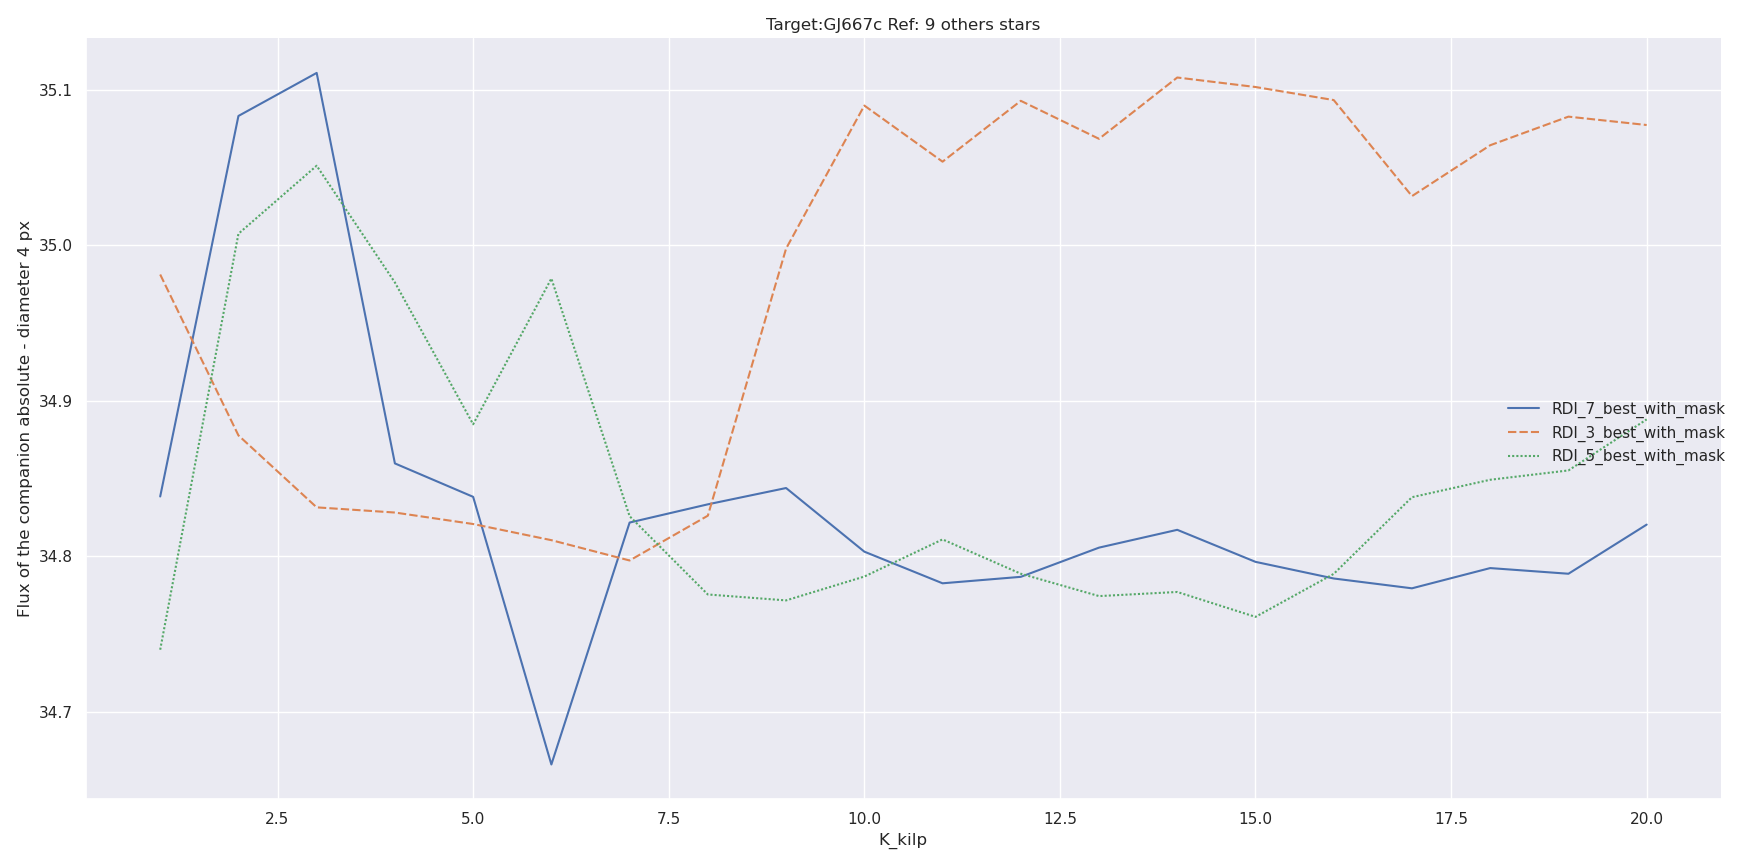 Target:GJ667c Ref: 9 others stars
Flux of the companion absolute - diameter 4 px
35.1
35.0
34.9
34.8
34.7
RDI_7_best_with_mask
RDI_3_best_with_mask
RDI_5_best_with_mask
2.5 5.0 7.5 10.0 12.5 15.0 17.5 20.0
K_kilp